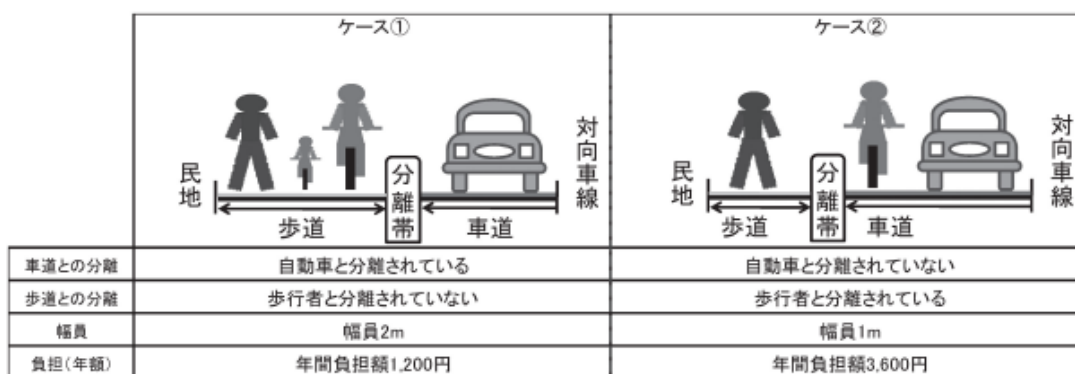 ケース①
ケース②
民地
歩道
分離帯
車道
対向車線
民地
歩道
分離帯
車道
対向車線
車道との分離
自動車と分離されている
自動車と分離されていない
歩道との分離
歩行者と分離されていない
歩行者と分離されている
幅員
幅員2m
幅員1m
負担(年額)
年間負担額1,200円
年間負担額3,600円